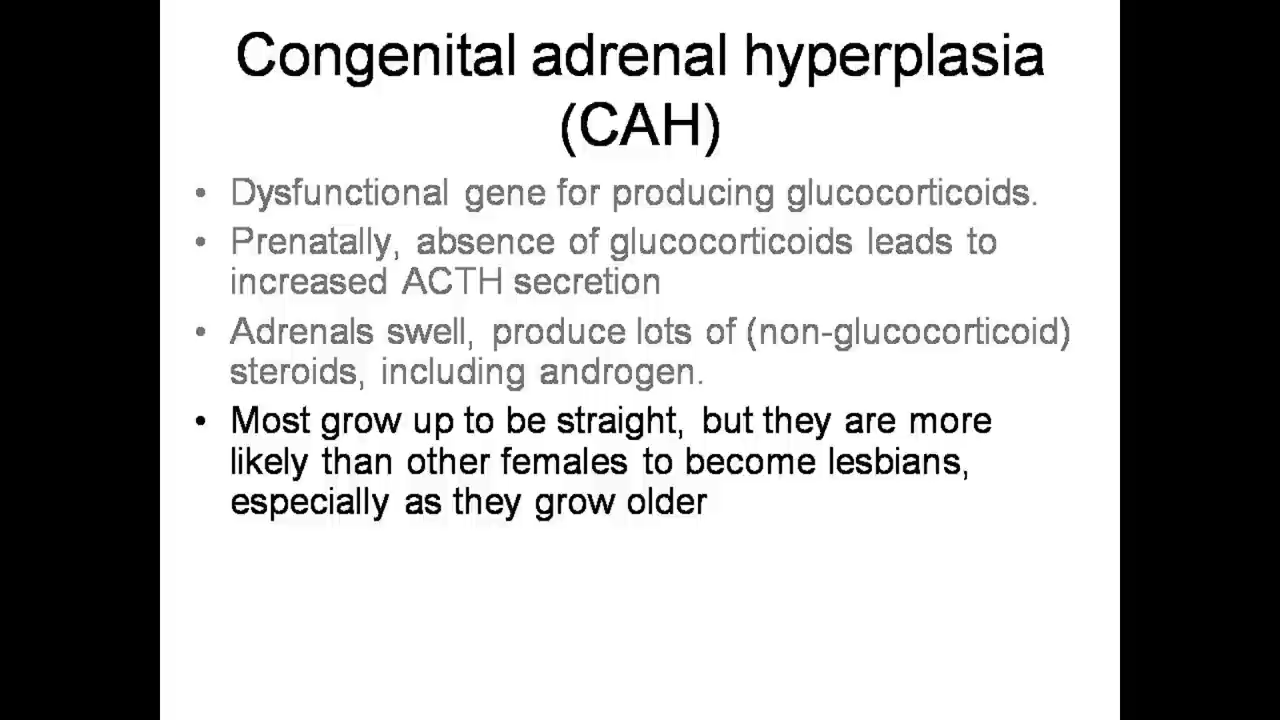 Congenital adrenal hyperplasia
(CAH)
• Dysfunctional gene for producing glucocorticoids.
• Prenatally, absence of glucocorticoids leads to
increased ACTH secretion
• Adrenals swell, produce lots of (non-glucocorticoid)
steroids, including androgen.
• Most grow up to be straight, but they are more
likely than other females to become lesbians,
especially as they grow older